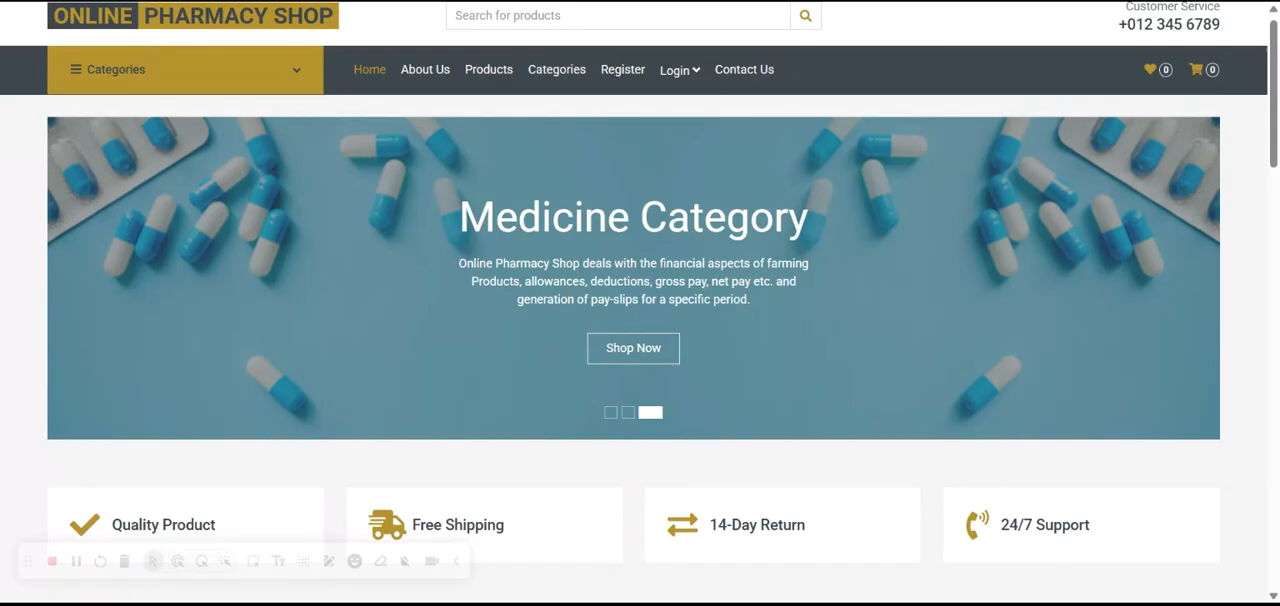 ONLINE PHARMACY SHOP
Search for products
Customer Service
+012 345 6789
Categories
Home About Us Products Categories Register Login Contact Us
0 0
Medicine Category
Online Pharmacy Shop deals with the financial aspects of farming
Products, allowances, deductions, gross pay, net pay etc. and
generation of pay-slips for a specific period.
Shop Now
Quality Product
Free Shipping
14-Day Return
24/7 Support